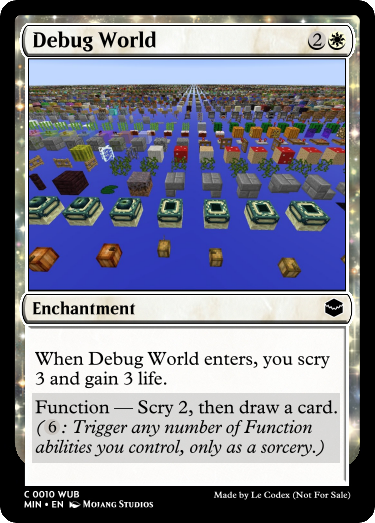 Debug World 2
Enchantment
When Debug World enters, you scry
3 and gain 3 life.
Function — Scry 2, then draw a card.
(6: Trigger any number of Function
abilities you control, only as a sorcery.)
C 0010 WUB
MIN • EN Mojang Studios
Made by Le Codex (Not For Sale)